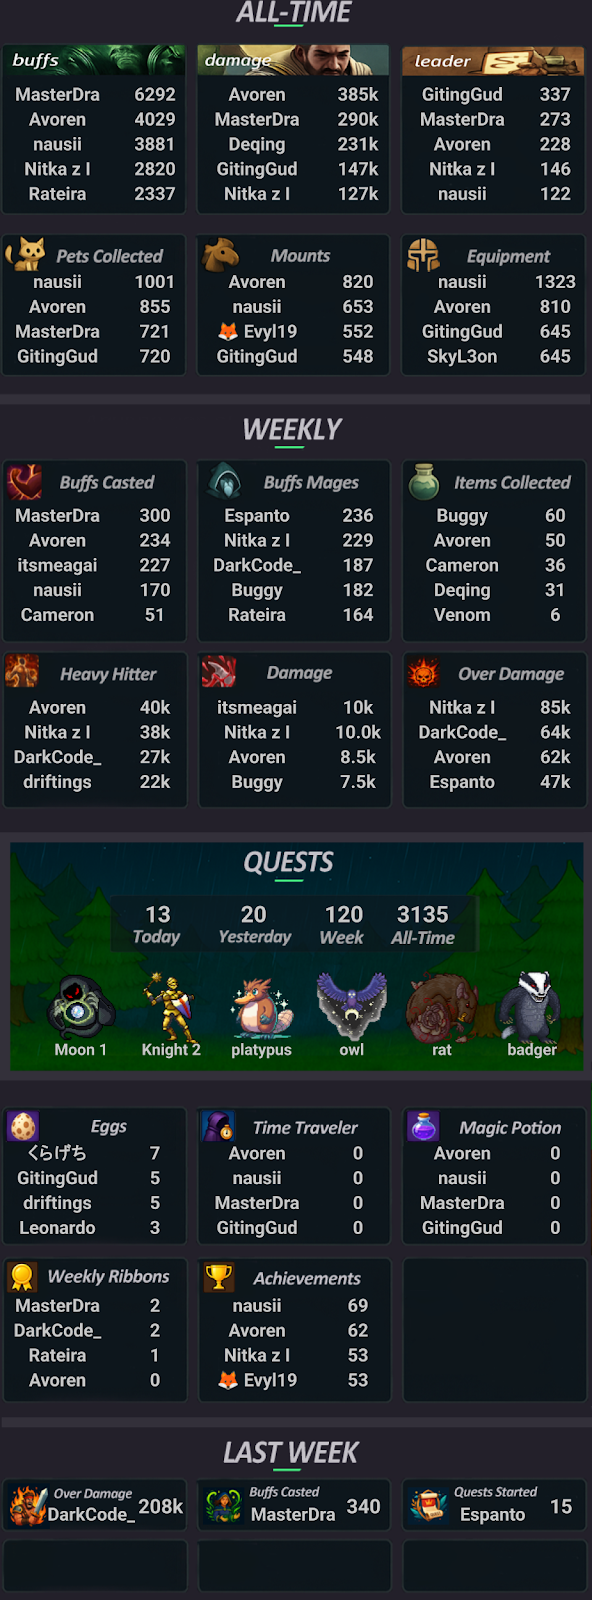 ALL-TIME
buffs
MasterDra 6292
Avoren 4029
nausii 3881
Nitka z I 2820
Rateira 2337
damage
Avoren 385k
MasterDra 290k
Deqing 231k
GitingGud 147k
Nitka z I 127k
leader
GitingGud 337
MasterDra 273
Avoren 228
Nitka z I 146
nausii 122
Pets Collected
nausii 1001
Avoren 855
MasterDra 721
GitingGud 720
Mounts
Avoren 820
nausii 653
🦊 Evyl19 552
GitingGud 548
Equipment
nausii 1323
Avoren 810
GitingGud 645
SkyL3on 645
WEEKLY
Buffs Casted
MasterDra 300
Avoren 234
itsmeagai 227
nausii 170
Cameron 51
Buffs Mages
Espanto 236
Nitka z I 229
DarkCode_ 187
Buggy 182
Rateira 164
Items Collected
Buggy 60
Avoren 50
Cameron 36
Deqing 31
Venom 6
Heavy Hitter
Avoren 40k
Nitka z I 38k
DarkCode_ 27k
driftings 22k
Damage
itsmeagai 10k
Nitka z I 10.0k
Avoren 8.5k
Buggy 7.5k
Over Damage
Nitka z I 85k
DarkCode_ 64k
Avoren 62k
Espanto 47k
QUESTS
13 20 120 3135
Today Yesterday Week All-Time
Moon 1 Knight 2 platypus owl rat badger
Eggs
くらげち 7
GitingGud 5
driftings 5
Leonardo 3
Time Traveler
Avoren 0
nausii 0
MasterDra 0
GitingGud 0
Magic Potion
Avoren 0
nausii 0
MasterDra 0
GitingGud 0
Weekly Ribbons
MasterDra 2
DarkCode_ 2
Rateira 1
Avoren 0
Achievements
nausii 69
Avoren 62
Nitka z I 53
🦊 Evyl19 53
LAST WEEK
Over Damage
DarkCode_ 208k
Buffs Casted
MasterDra 340
Quests Started
Espanto 15